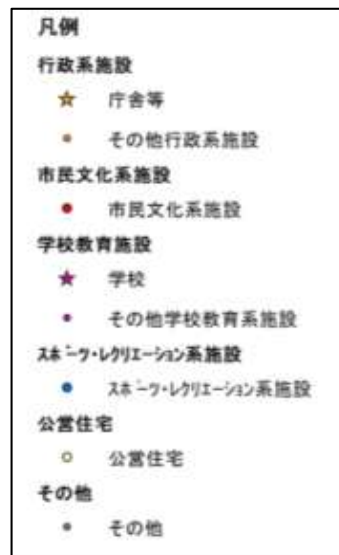 凡例
行政系施設
庁舎等
その他行政系施設
市民文化系施設
市民文化系施設
学校教育施設
学校
その他学校教育系施設
スポーツ・レクリエーション系施設
スポーツ・レクリエーション系施設
公営住宅
公営住宅
その他
その他